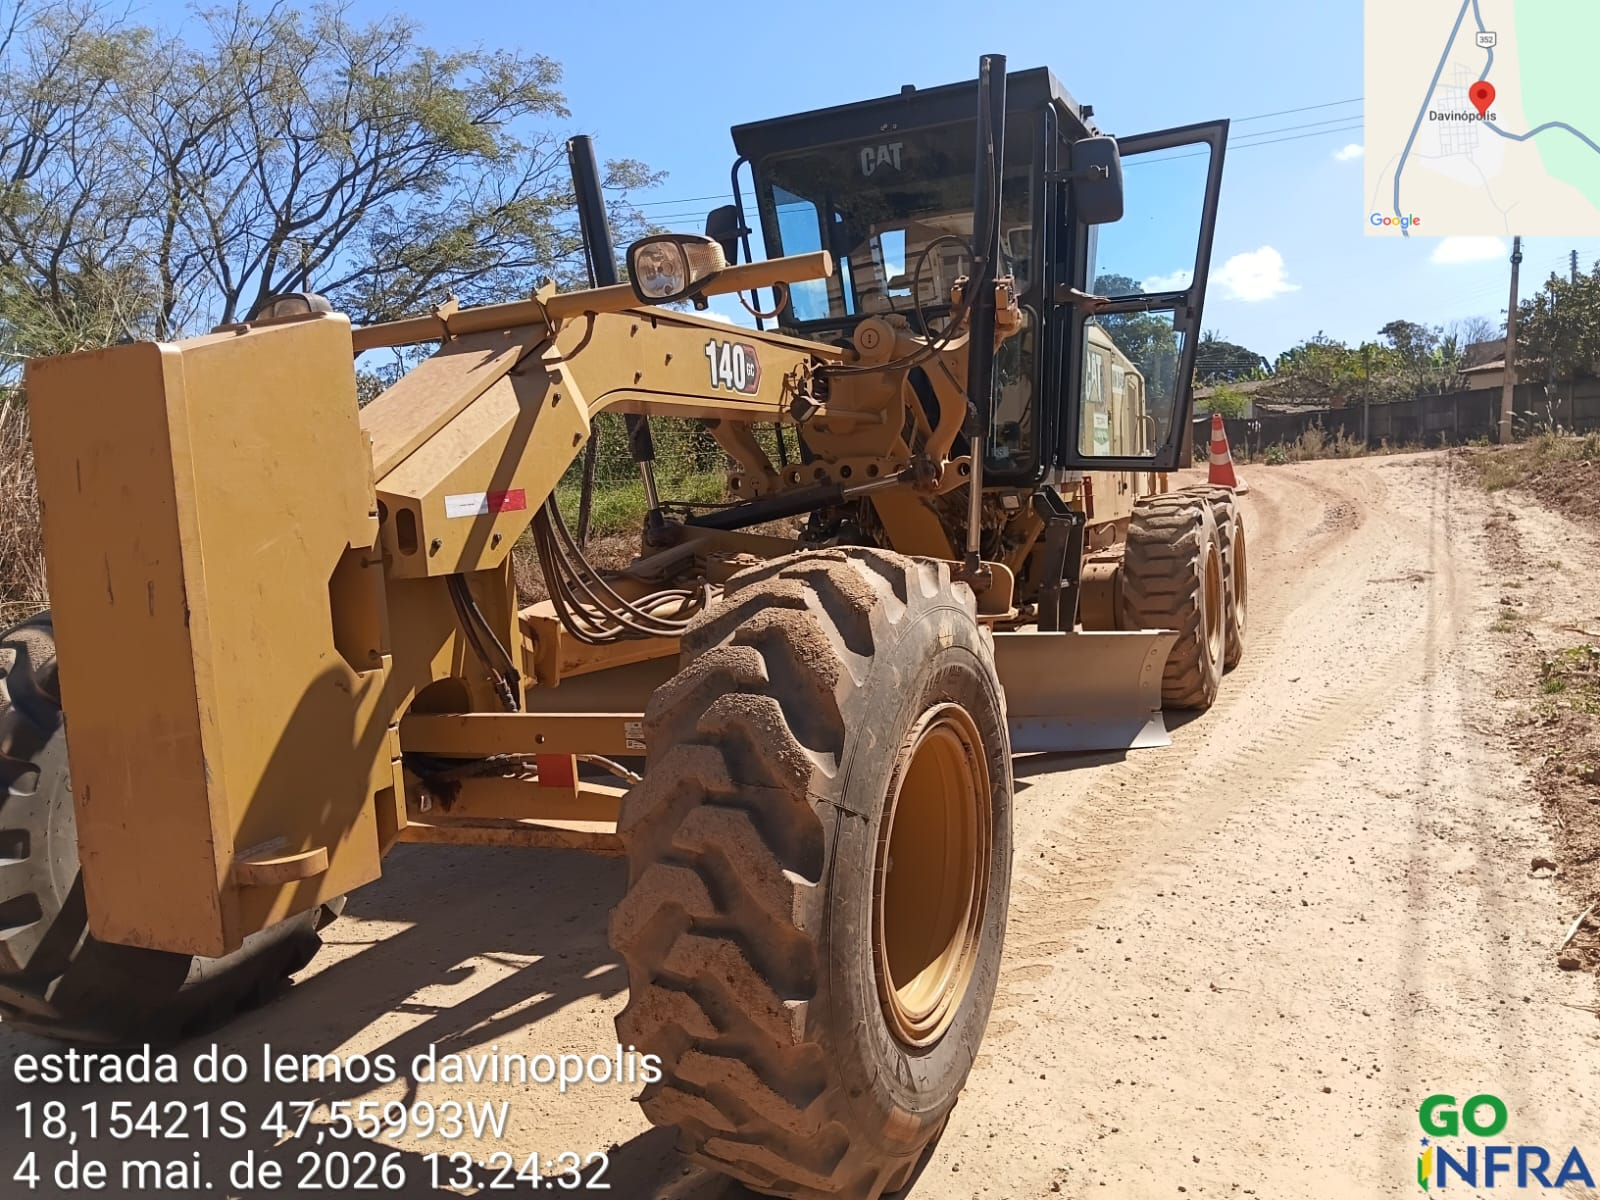 352
Davinópolis
Google
CAT
140 GC
CAT
estrada do lemos davinopolis
18,15421S 47,55993W
4 de mai. de 2026 13:24:32
GO
INFRA